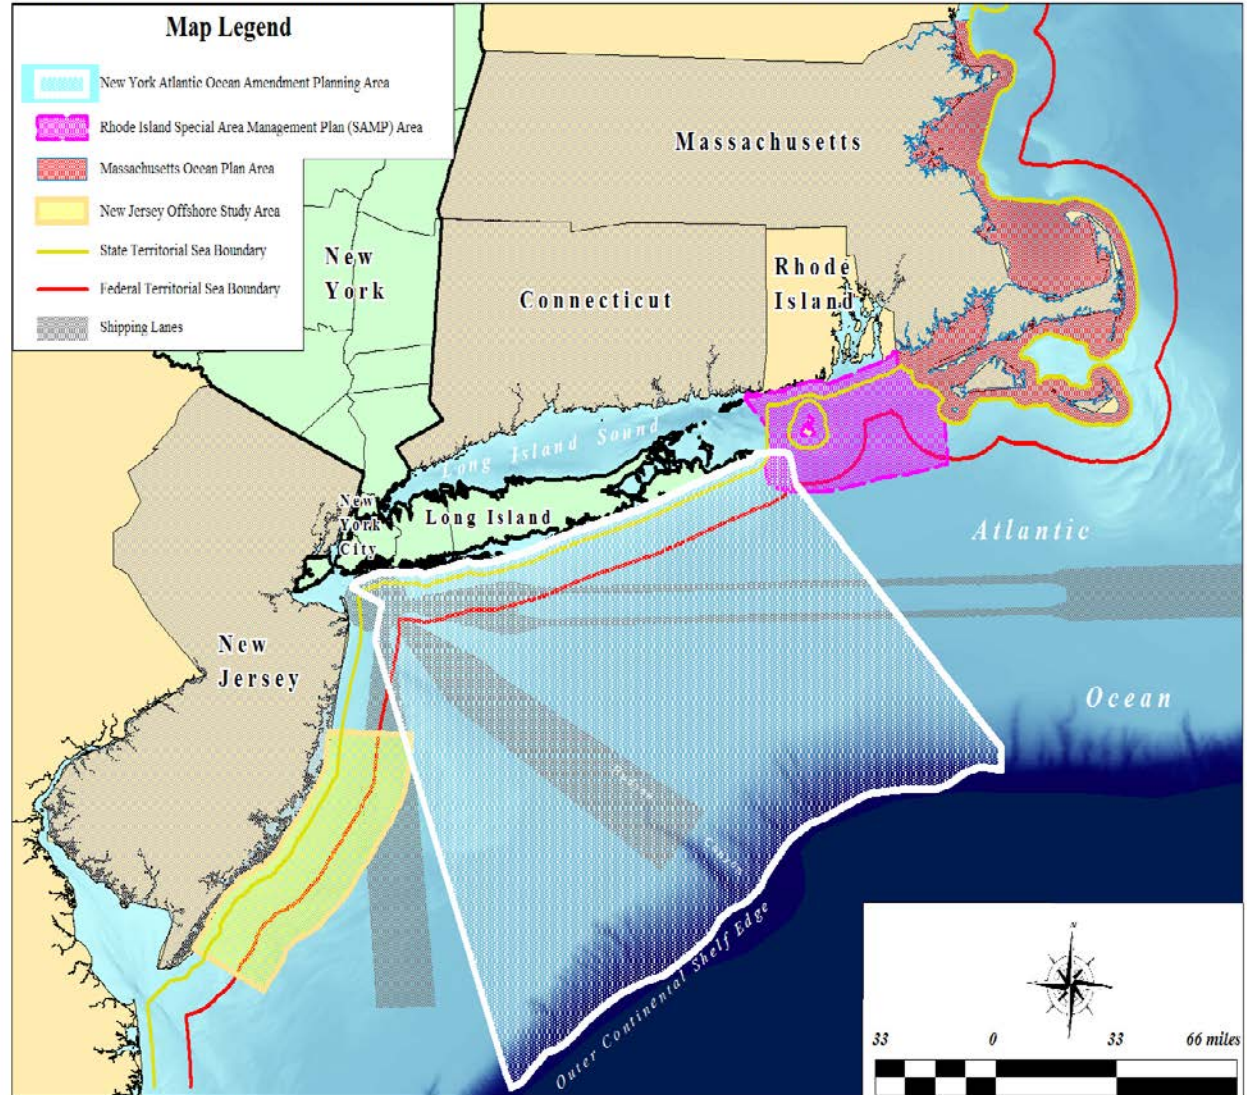 Map Legend
New York Atlantic Ocean Amendment Planning Area
Rhode Island Special Area Management Plan (SAMP) Area
Massachusetts Ocean Plan Area
New Jersey Offshore Study Area
State Territorial Sea Boundary
Federal Territorial Sea Boundary
Shipping Lanes
Massachusetts
New
York
Connecticut
Rhode
Island
Long Island Sound
New
York
City
Long Island
Atlantic
New
Jersey
Ocean
Hudson
Canyon
Outer Continental Shelf Edge
N
33 0 33 66 miles